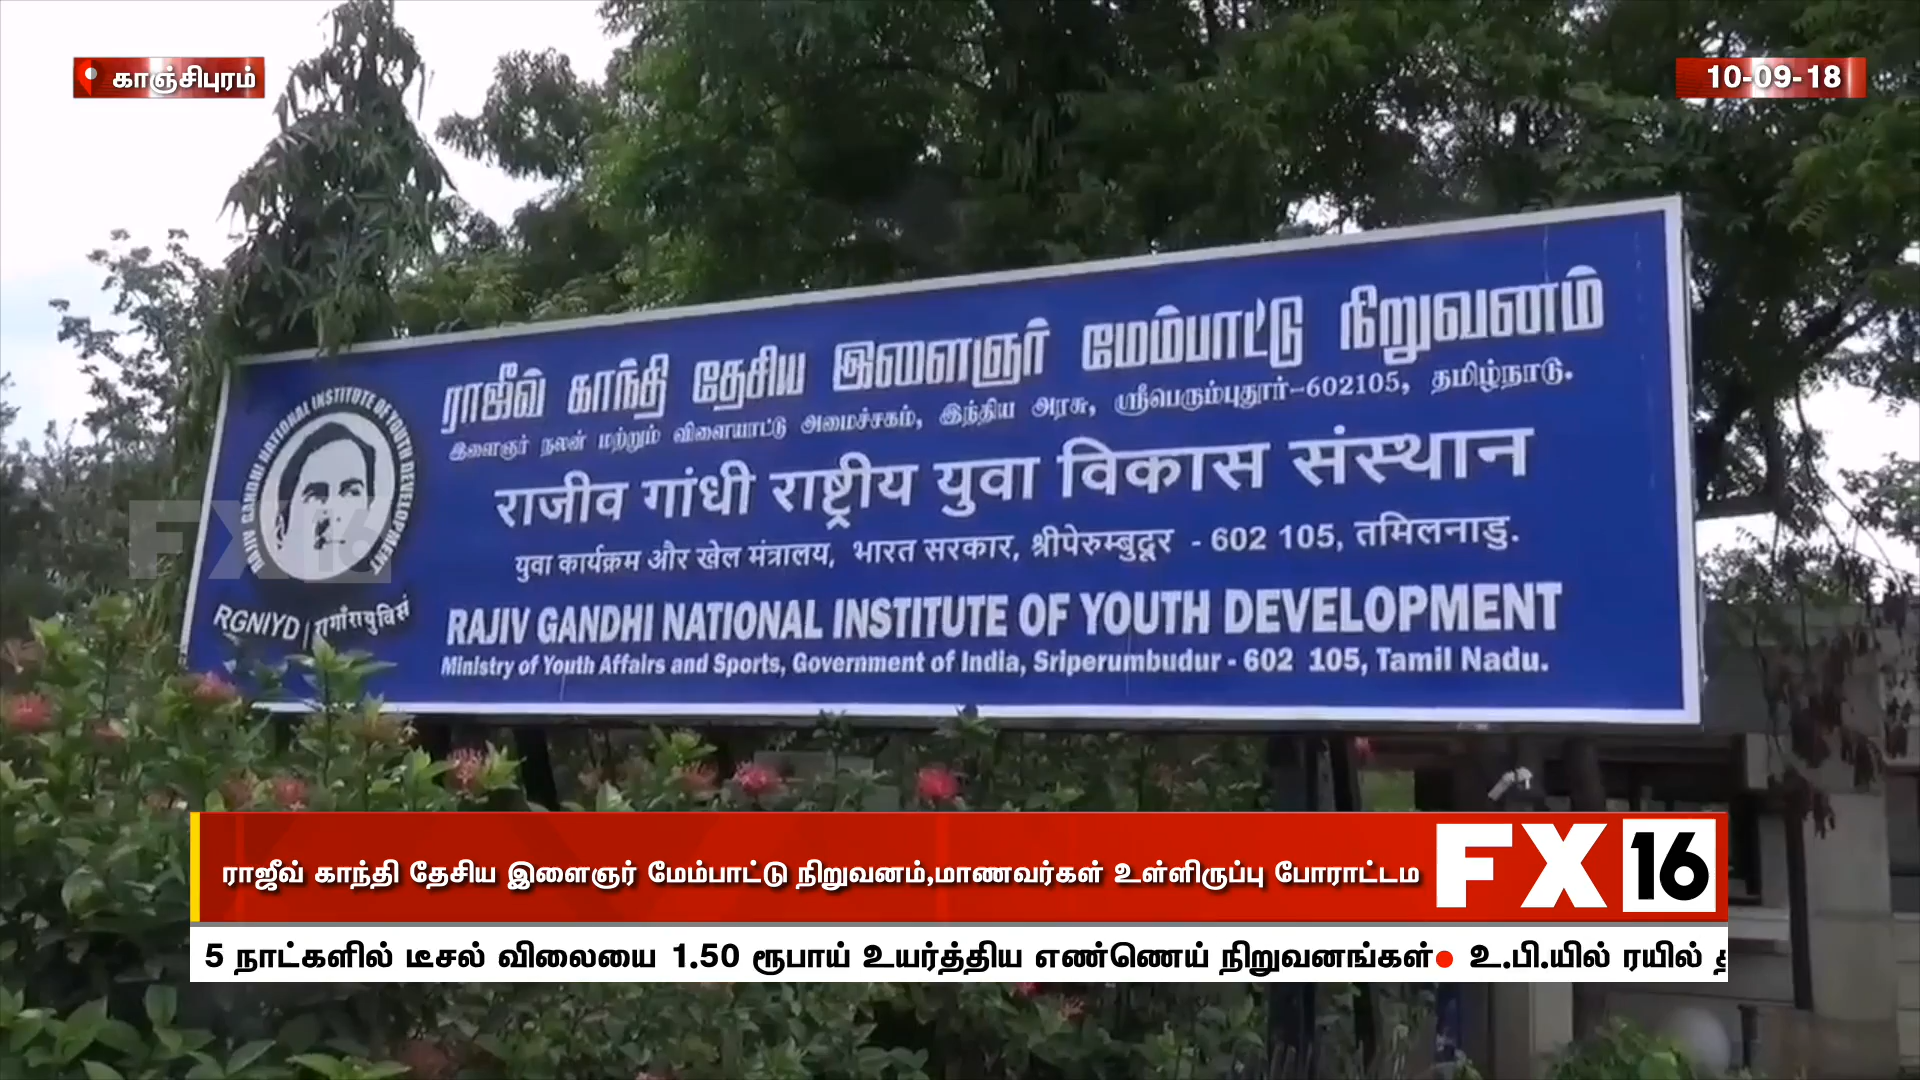 காஞ்சிபுரம்
10-09-18
ராஜீவ் காந்தி தேசிய இளைஞர் மேம்பாட்டு நிறுவனம்
இளைஞர் நலன் மற்றும் விளையாட்டு அமைச்சகம், இந்திய அரசு, ஸ்ரீபெரும்புதூர்-602105, தமிழ்நாடு.
राजीव गांधी राष्ट्रीय युवा विकास संस्थान
युवा कार्यक्रम और खेल मंत्रालय, भारत सरकार, श्रीपेरुम्बुदूर - 602 105, तमिलनाडु.
RAJIV GANDHI NATIONAL INSTITUTE OF YOUTH DEVELOPMENT
Ministry of Youth Affairs and Sports, Government of India, Sriperumbudur - 602 105, Tamil Nadu.
RAJIV GANDHI NATIONAL INSTITUTE OF YOUTH DEVELOPMENT
RGNIYD | रागाँरायुविसं
FX16
ராஜீவ் காந்தி தேசிய இளைஞர் மேம்பாட்டு நிறுவனம்,மாணவர்கள் உள்ளிருப்பு போராட்டம
FX16
5 நாட்களில் டீசல் விலையை 1.50 ரூபாய் உயர்த்திய எண்ணெய் நிறுவனங்கள்● உ.பி.யில் ரயில்